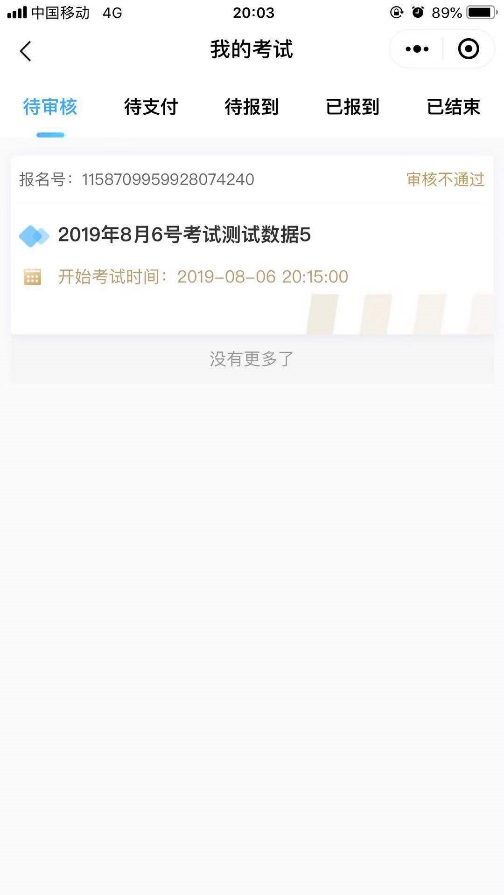 中国移动 4G 20:03 89%
我的考试
待审核 待支付 待报到 已报到 已结束
报名号：1158709959928074240 审核不通过
2019年8月6号考试测试数据5
开始考试时间：2019-08-06 20:15:00
没有更多了